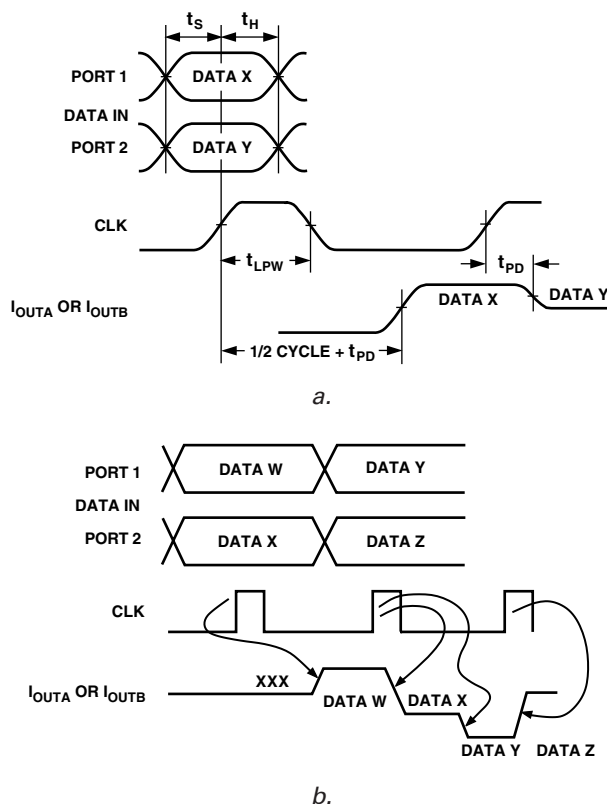 tS tH
PORT 1 DATA X
DATA IN
PORT 2 DATA Y
CLK
tLPW
tPD
IOUTA OR IOUTB DATA X DATA Y
1/2 CYCLE + tPD
a.
PORT 1 DATA W DATA Y
DATA IN
PORT 2 DATA X DATA Z
CLK
IOUTA OR IOUTB XXX DATA W DATA X
DATA Y DATA Z
b.